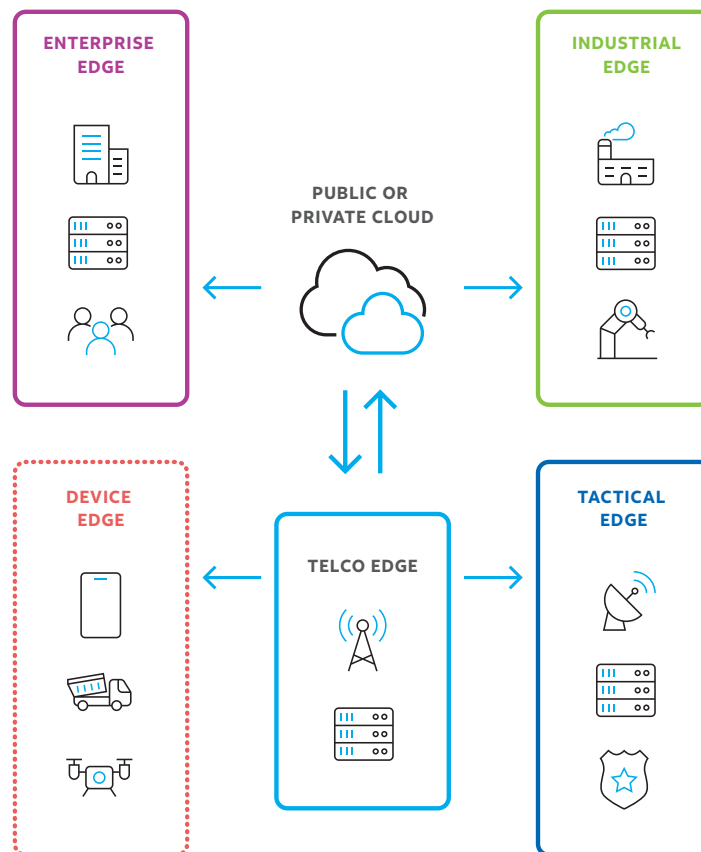 ENTERPRISE
EDGE
INDUSTRIAL
EDGE
PUBLIC OR
PRIVATE CLOUD
DEVICE
EDGE
TELCO EDGE
TACTICAL
EDGE